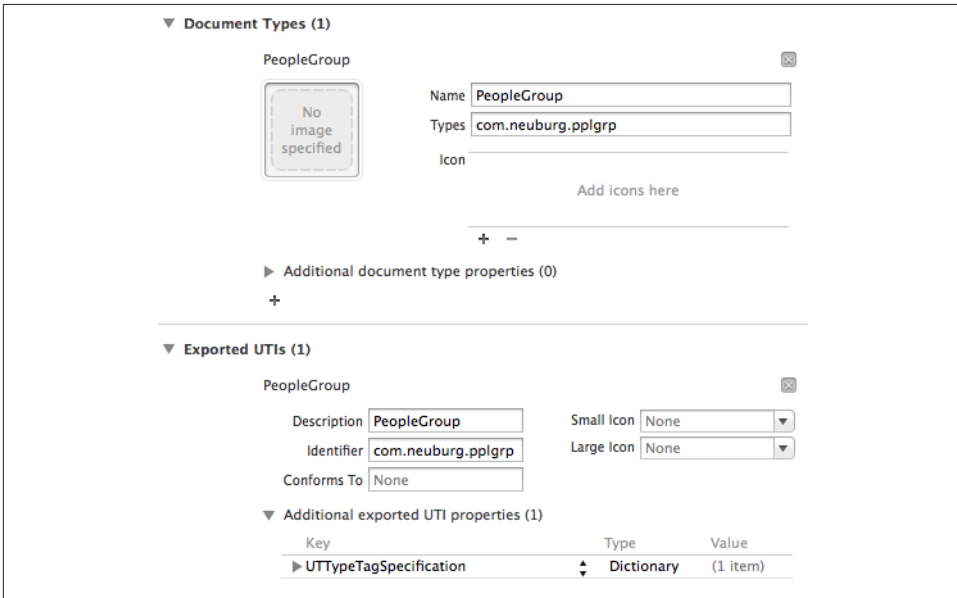 Document Types (1)
PeopleGroup
No
image
specified
Name PeopleGroup
Types com.neuburg.pplgrp
Icon
Add icons here
+ −
Additional document type properties (0)
+
Exported UTIs (1)
PeopleGroup
Description PeopleGroup Small Icon None
Identifier com.neuburg.pplgrp Large Icon None
Conforms To None
Additional exported UTI properties (1)
Key Type Value
UTTypeTagSpecification Dictionary (1 item)